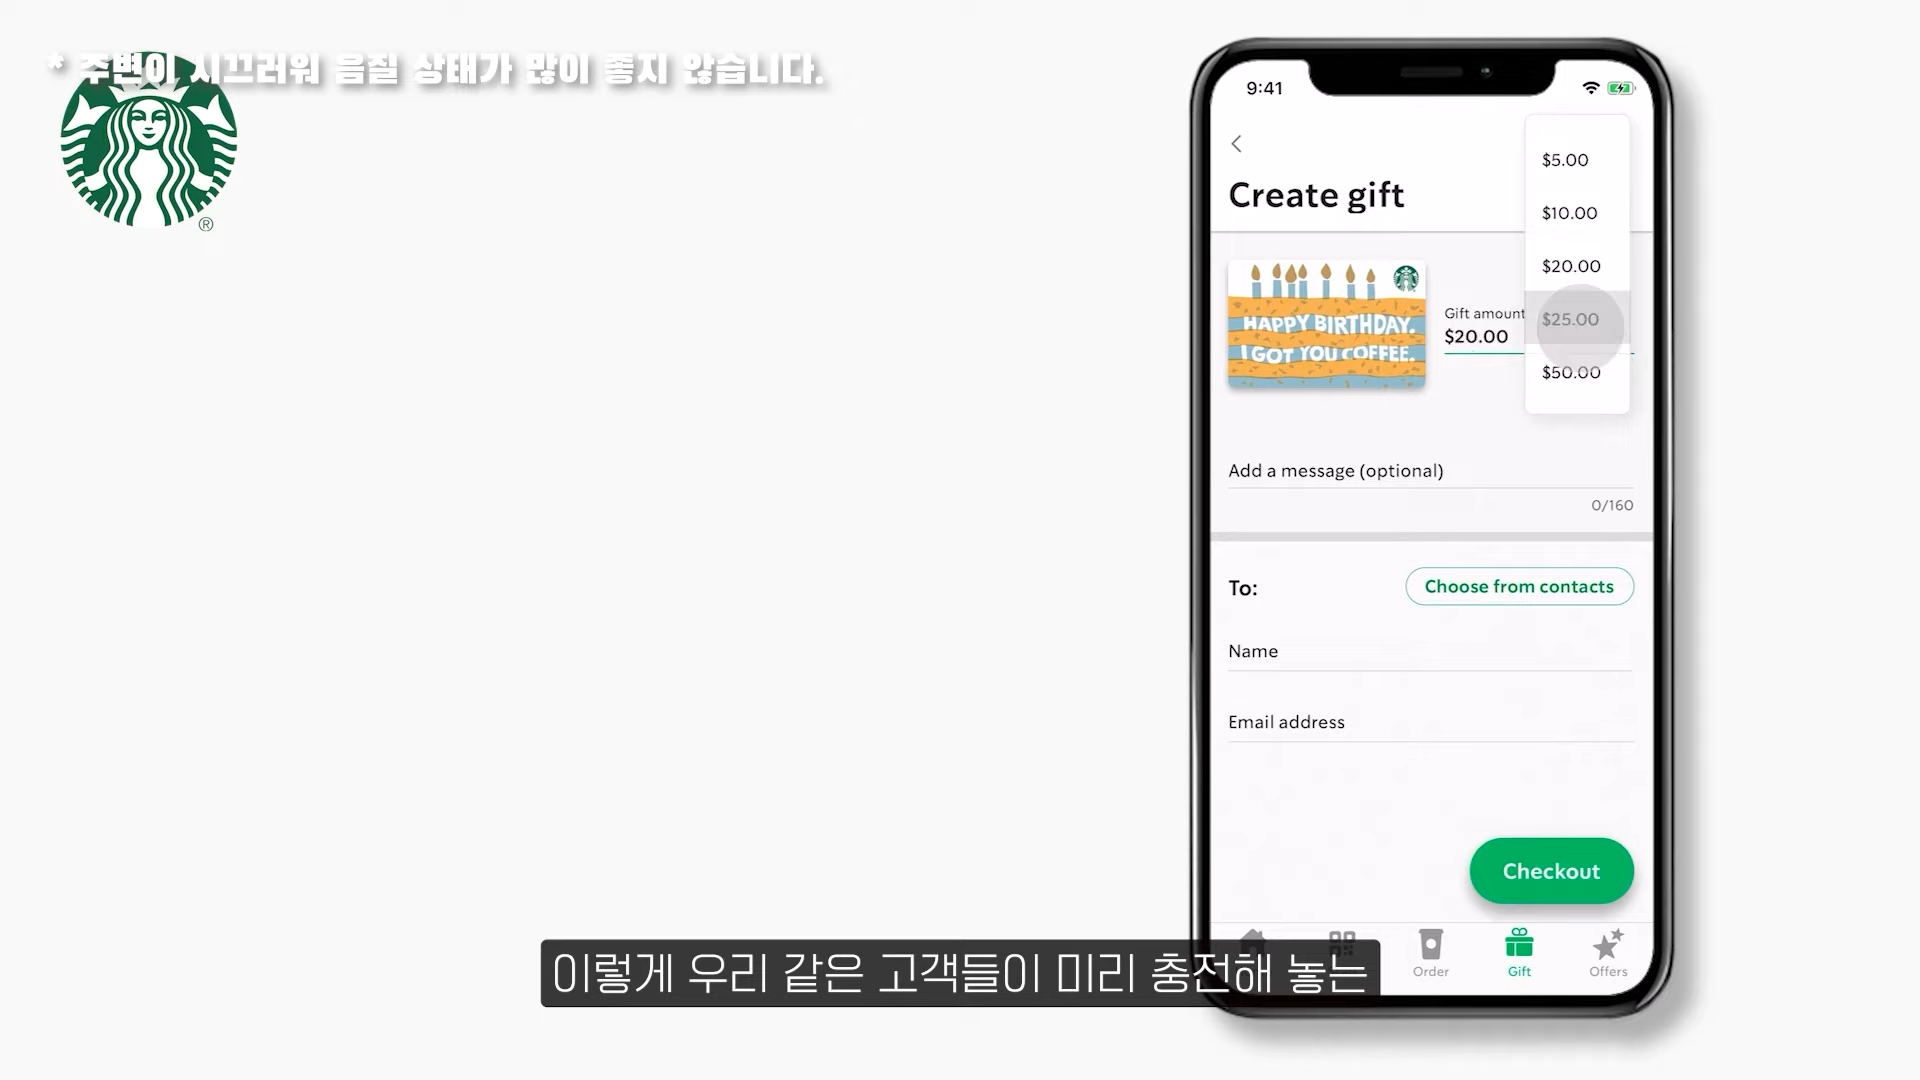 * 주변이 시끄러워 음질 상태가 많이 좋지 않습니다.
®
9:41
Create gift
$5.00
$10.00
$20.00
$25.00
$50.00
HAPPY BIRTHDAY.
I GOT YOU COFFEE.
Gift amount
$20.00
Add a message (optional)
0/160
To:
Choose from contacts
Name
Email address
Checkout
Order
Gift
Offers
이렇게 우리 같은 고객들이 미리 충전해 놓는